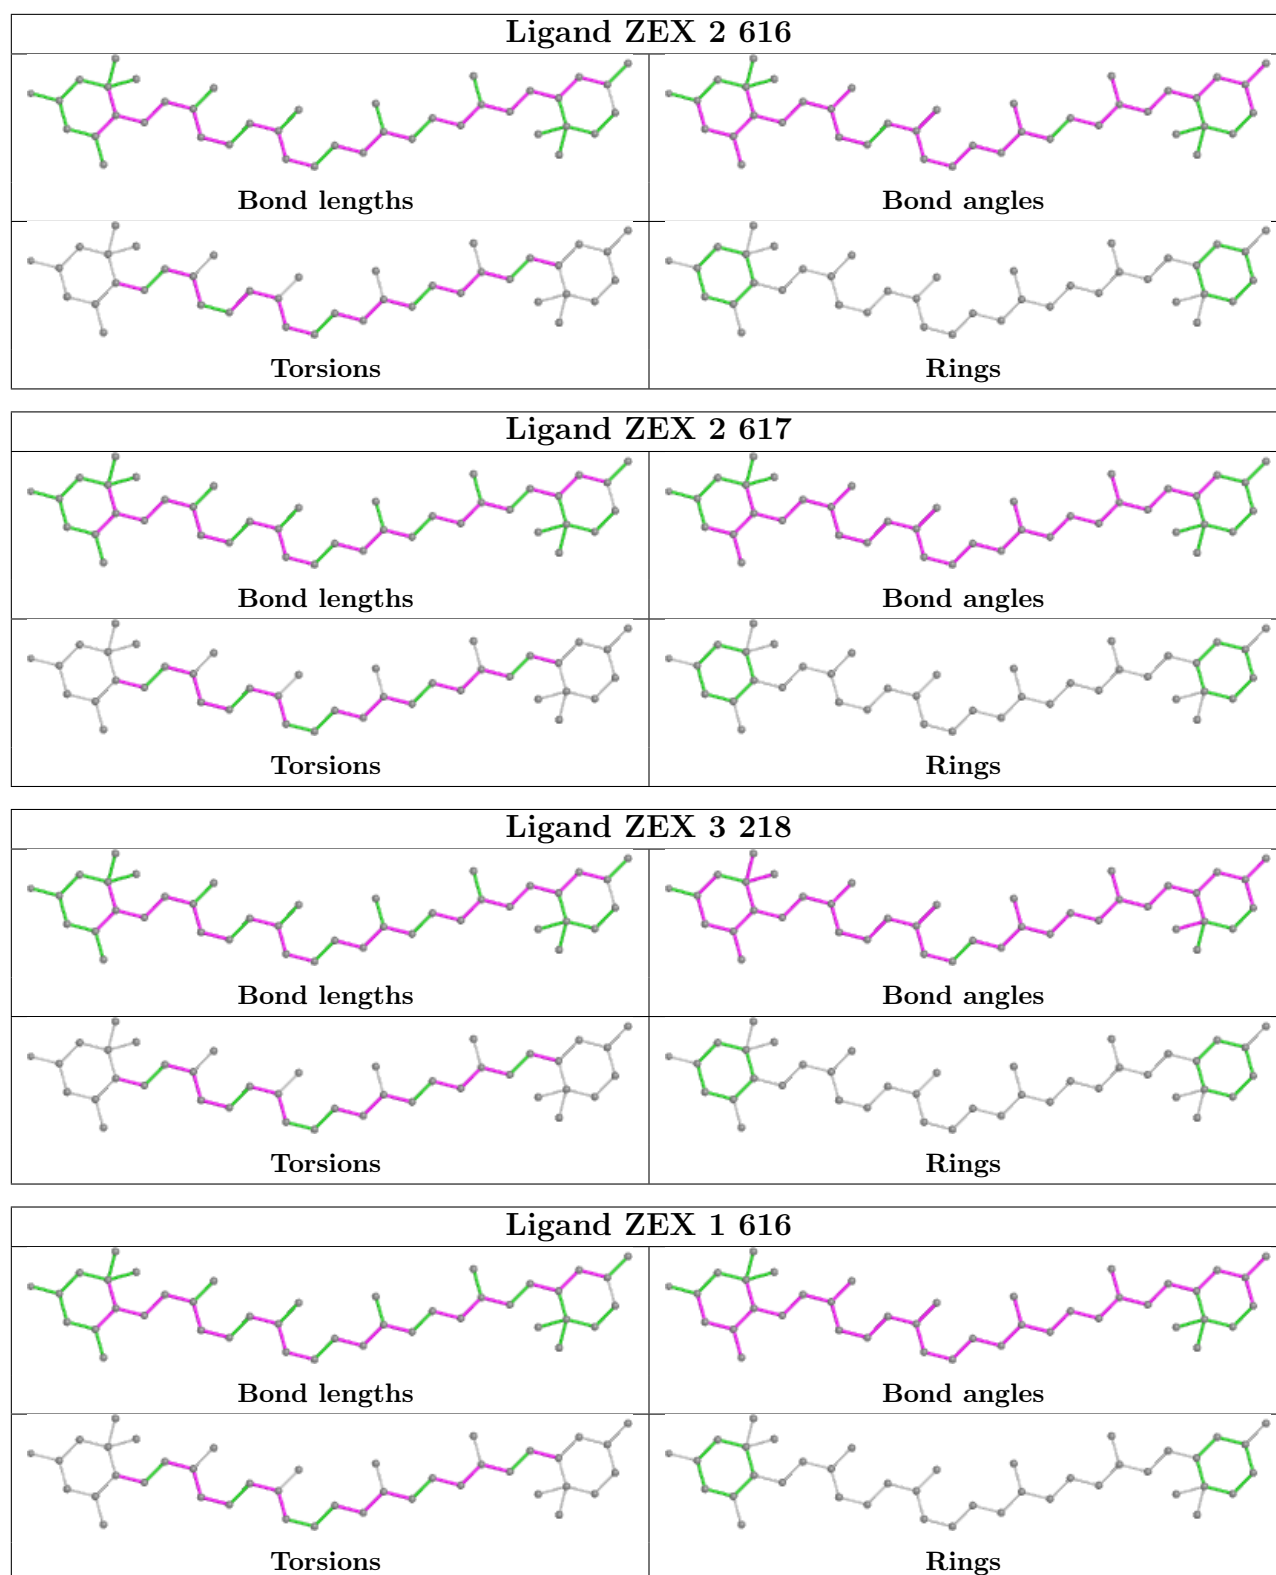 Ligand ZEX 2 616
Bond lengths
Bond angles
Torsions
Rings
Ligand ZEX 2 617
Bond lengths
Bond angles
Torsions
Rings
Ligand ZEX 3 218
Bond lengths
Bond angles
Torsions
Rings
Ligand ZEX 1 616
Bond lengths
Bond angles
Torsions
Rings